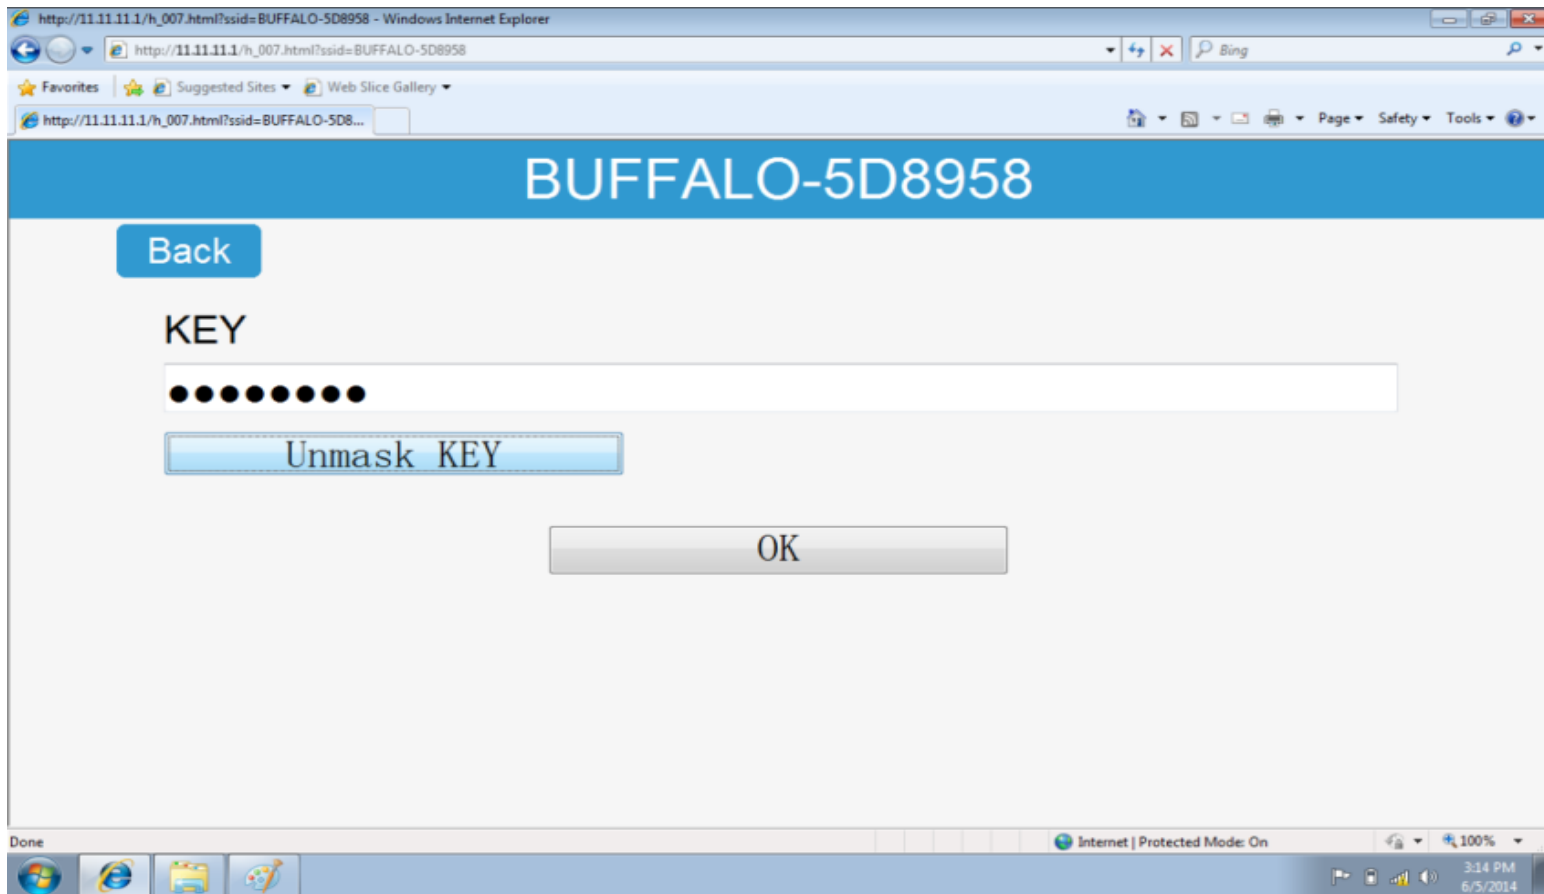 http://11.11.11.1/h_007.html?ssid=BUFFALO-5D8958 - Windows Internet Explorer
http://11.11.11.1/h_007.html?ssid=BUFFALO-5D8958
Bing
Favorites Suggested Sites Web Slice Gallery
http://11.11.11.1/h_007.html?ssid=BUFFALO-5D8...
Page Safety Tools
BUFFALO-5D8958
Back
KEY
●●●●●●●●
Unmask KEY
OK
Done
Internet | Protected Mode: On
100%
3:14 PM
6/5/2014